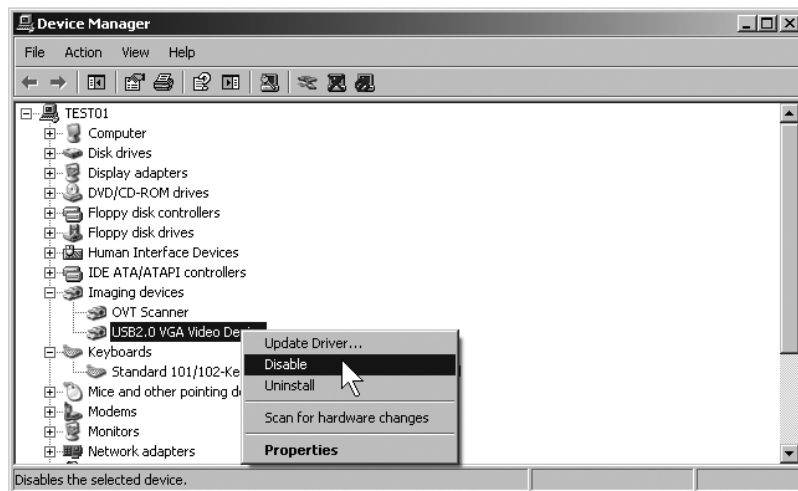 Device Manager
File Action View Help
TEST01
Computer
Disk drives
Display adapters
DVD/CD-ROM drives
Floppy disk controllers
Floppy disk drives
Human Interface Devices
IDE ATA/ATAPI controllers
Imaging devices
OVT Scanner
USB2.0 VGA Video
Keyboards
Standard 101/102-Ke
Mice and other pointing
Modems
Monitors
Network adapters
Update Driver...
Disable
Uninstall
Scan for hardware changes
Properties
Disables the selected device.